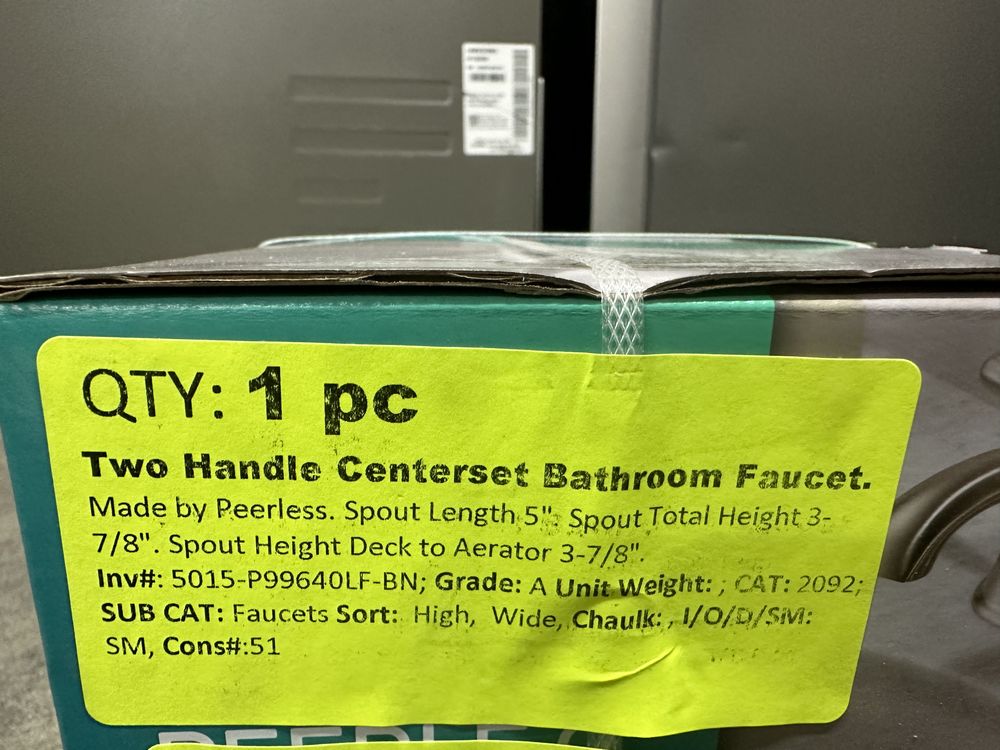 QTY: 1 pc
Two Handle Centerset Bathroom Faucet.
Made by Peerless. Spout Length 5". Spout Total Height 3-
7/8". Spout Height Deck to Aerator 3-7/8".
Inv#: 5015-P99640LF-BN; Grade: A Unit Weight: ; CAT: 2092;
SUB CAT: Faucets Sort: High, Wide, Chaulk: , I/O/D/SM:
SM, Cons#:51